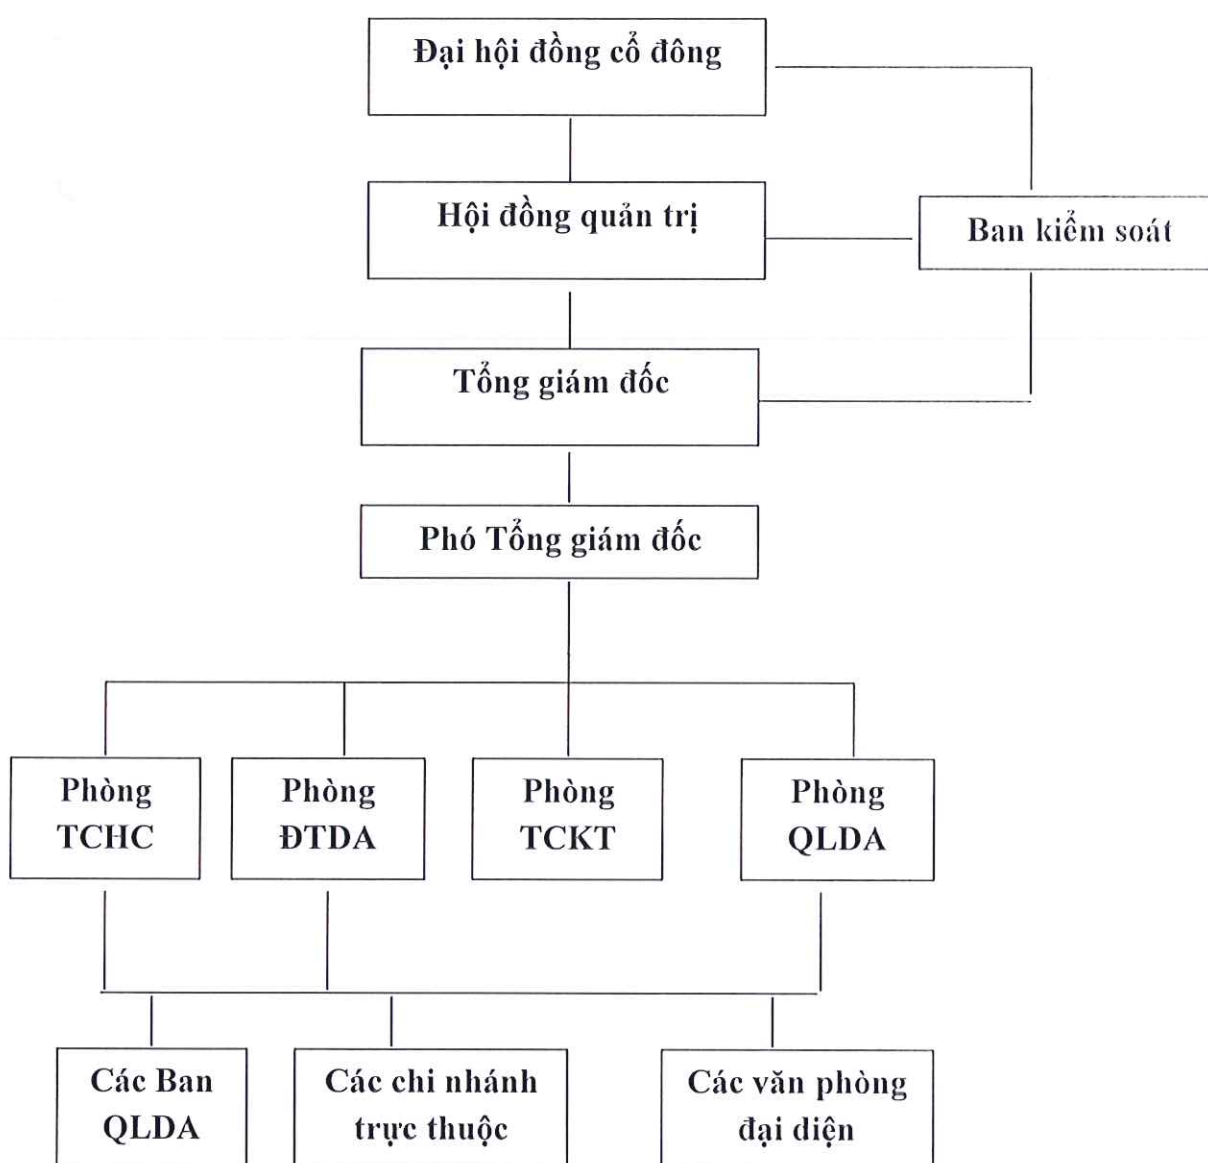 Đại hội đồng cổ đông
Hội đồng quản trị
Ban kiểm soát
Tổng giám đốc
Phó Tổng giám đốc
Phòng
TCHC
Phòng
ĐTDA
Phòng
TCKT
Phòng
QLDA
Các Ban
QLDA
Các chi nhánh
trực thuộc
Các văn phòng
đại diện